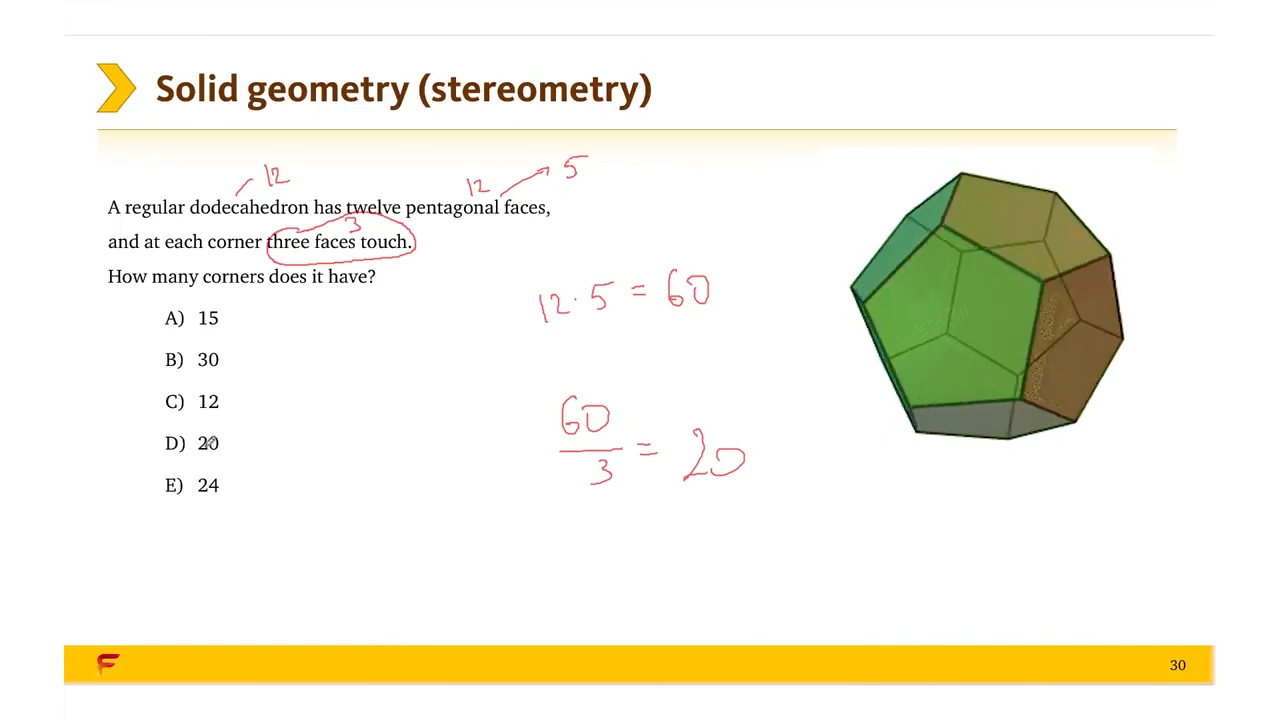 Solid geometry (stereometry)
12
12
5
A regular dodecahedron has twelve pentagonal faces,
3
and at each corner three faces touch.
How many corners does it have?
12 · 5 = 60
A) 15
B) 30
C) 12
D) 20
E) 24
60
3
= 20
F
30